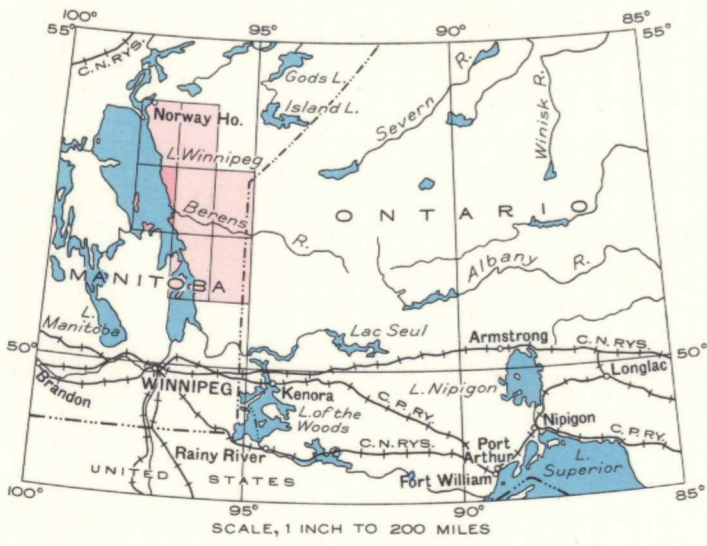 100°
95°
90°
85°
55°
55°
C.N.RYS.
Gods L.
Island L.
Severn R.
Winisk R.
Norway Ho.
L.Winnipeg
Berens R.
ONTARIO
MANITOBA
Albany R.
L. Manitoba
Lac Seul
Armstrong
C.N.RYS.
50°
50°
Longlac
Brandon
WINNIPEG
Kenora
L. Nipigon
L.of the
Woods
C.P.RY.
Nipigon
C.N.RYS.
Port
Arthur
C.P.RY.
Rainy River
L.
Superior
Fort William
UNITED STATES
100°
95°
90°
85°
SCALE, 1 INCH TO 200 MILES